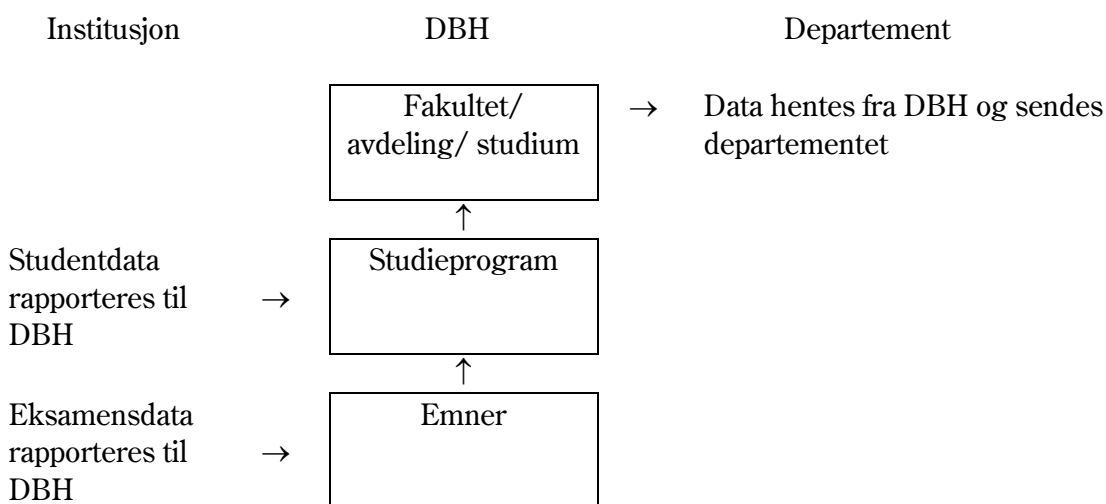 Institusjon DBH Departement
Fakultet/ → Data hentes fra DBH og sendes
avdeling/ studium departementet
↑
Studentdata Studieprogram
rapporteres til →
DBH
↑
Eksamensdata Emner
rapporteres til →
DBH